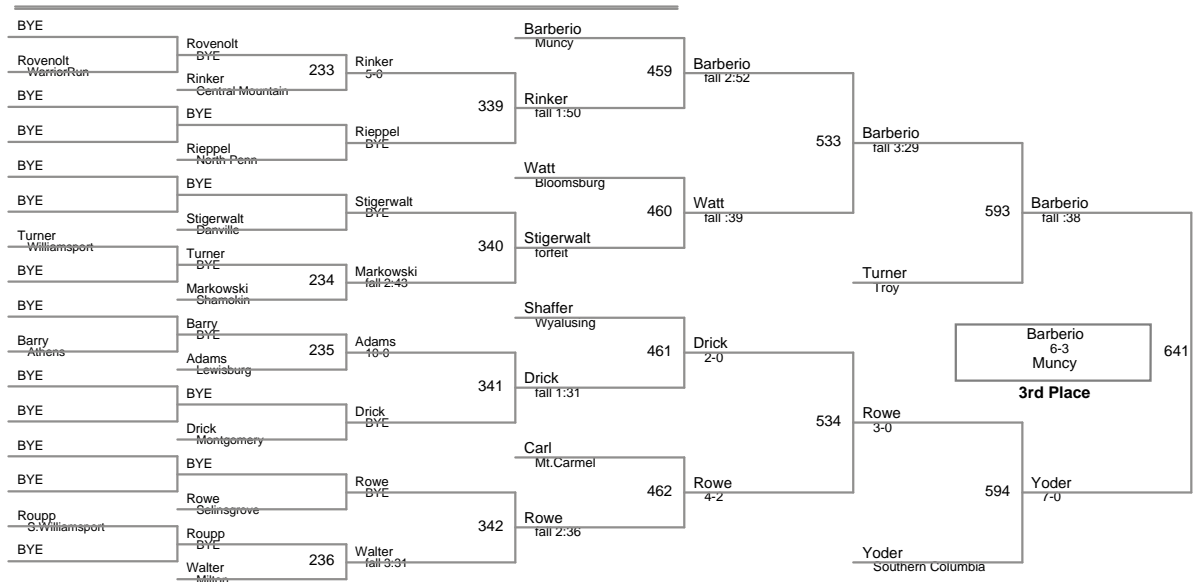 BYE
Rovenolt
WarriorRun
BYE
BYE
BYE
BYE
Turner
Williamsport
BYE
BYE
Barry
Athens
BYE
BYE
BYE
BYE
Roupp
S.Williamsport
BYE
Rovenolt
BYE
233
Rinker
Central Mountain
BYE
Rieppel
North Penn
BYE
Stigerwalt
Danville
Turner
BYE
234
Markowski
Shamokin
Barry
BYE
235
Adams
Lewisburg
BYE
Drick
Montgomery
BYE
Rowe
Selinsgrove
Roupp
BYE
236
Walter
Milton
Rinker
5-0
339
Rieppel
BYE
Stigerwalt
BYE
340
Markowski
fall 2:43
Adams
10-0
341
Drick
BYE
Rowe
BYE
342
Walter
fall 3:31
Barberio
Muncy
459
Rinker
fall 1:50
Watt
Bloomsburg
460
Stigerwalt
forfeit
Shaffer
Wyalusing
461
Drick
fall 1:31
Carl
Mt.Carmel
462
Rowe
fall 2:36
Barberio
fall 2:52
533
Watt
fall :39
Drick
2-0
534
Rowe
4-2
Barberio
fall 3:29
593
Turner
Troy
Rowe
3-0
594
Yoder
Southern Columbia
Barberio
fall :38
641
Yoder
7-0
Barberio
6-3
Muncy
3rd Place